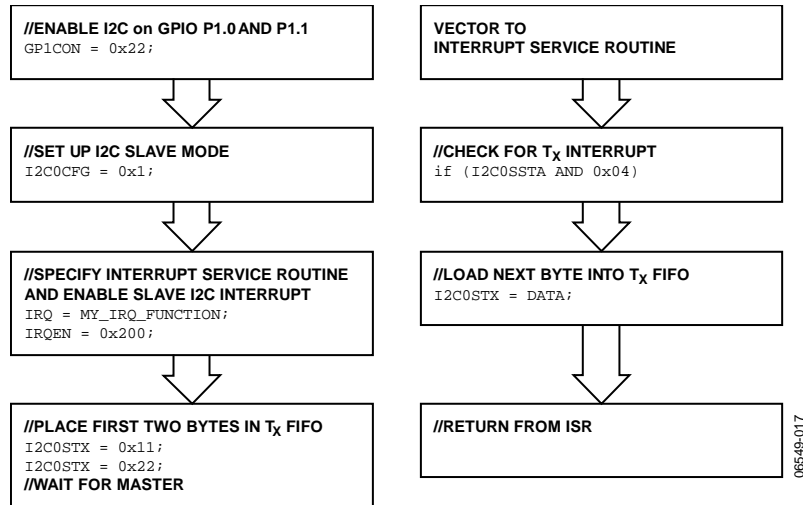 //ENABLE I2C on GPIO P1.0 AND P1.1
GP1CON = 0x22;
//SET UP I2C SLAVE MODE
I2C0CFG = 0x1;
//SPECIFY INTERRUPT SERVICE ROUTINE
AND ENABLE SLAVE I2C INTERRUPT
IRQ = MY_IRQ_FUNCTION;
IRQEN = 0x200;
//PLACE FIRST TWO BYTES IN TX FIFO
I2C0STX = 0x11;
I2C0STX = 0x22;
//WAIT FOR MASTER
VECTOR TO
INTERRUPT SERVICE ROUTINE
//CHECK FOR TX INTERRUPT
if (I2C0SSTA AND 0x04)
//LOAD NEXT BYTE INTO TX FIFO
I2C0STX = DATA;
//RETURN FROM ISR
06549-017